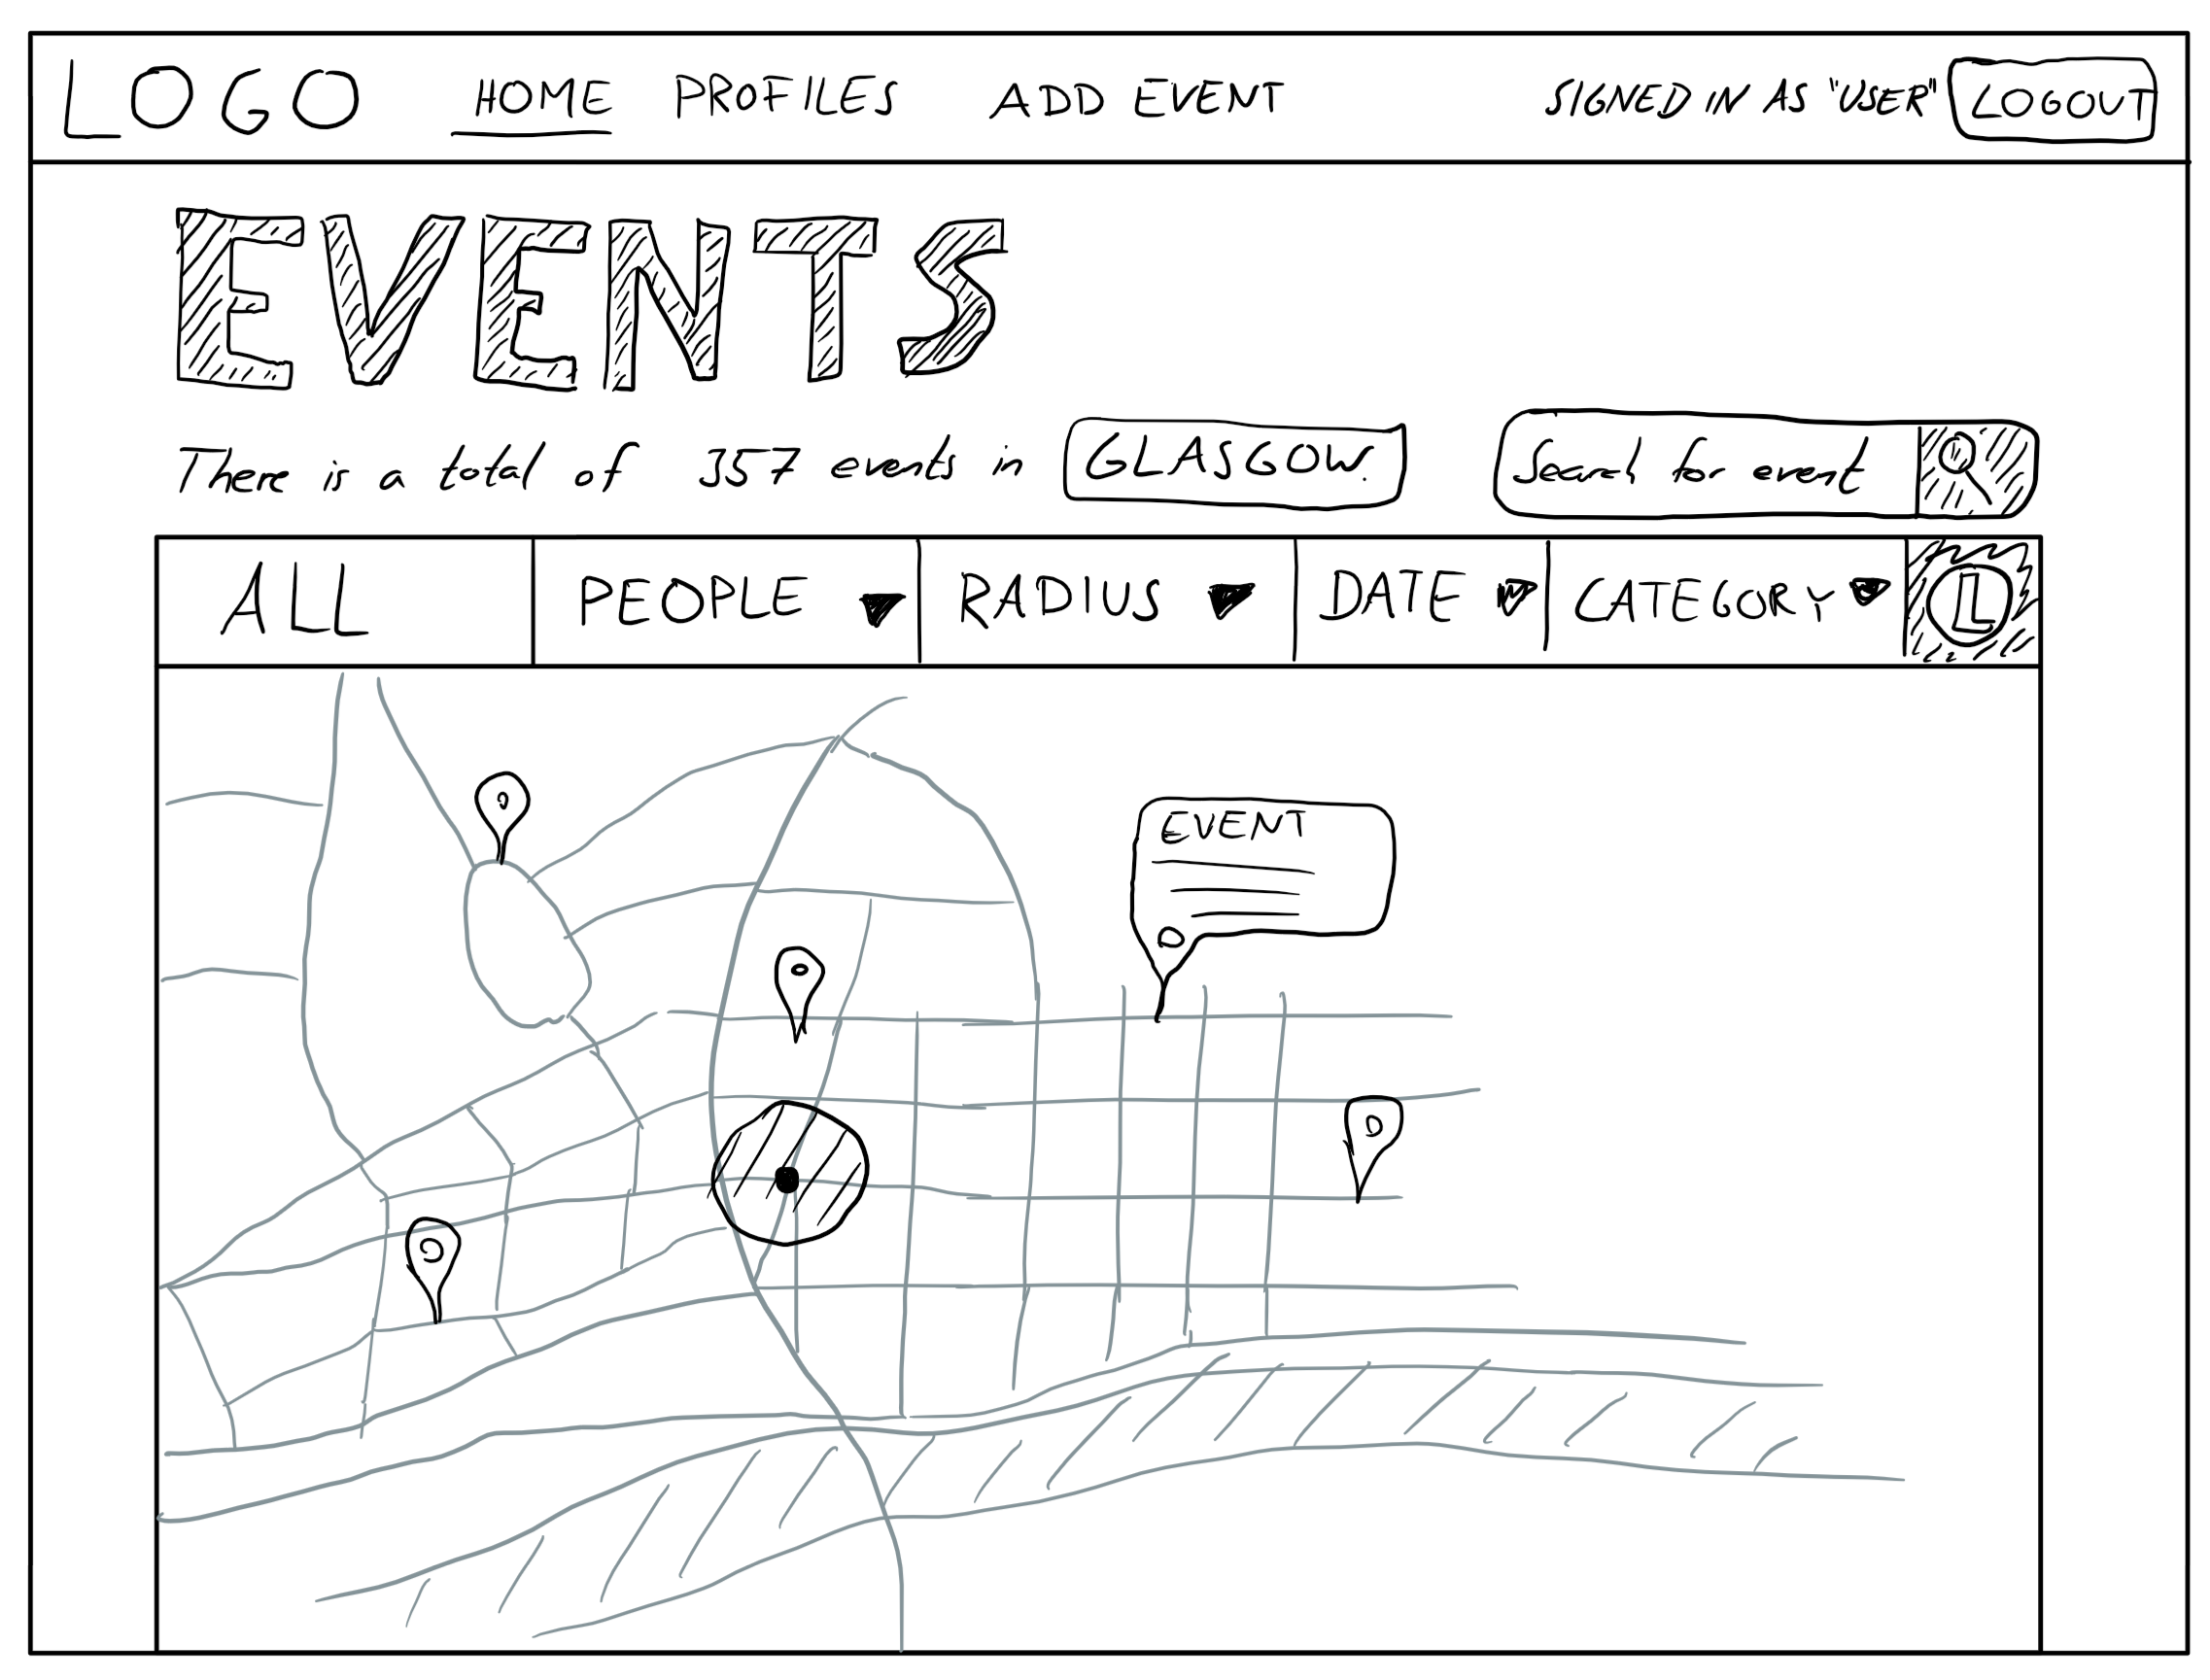 LOGO HOME PROFILES ADD EVENT SIGNED IN AS "USER" LOGOUT
EVENTS
There is a total of 557 events in GLASGOW. Search for event
ALL PEOPLE RADIUS DATE CATEGORY L
EVENT